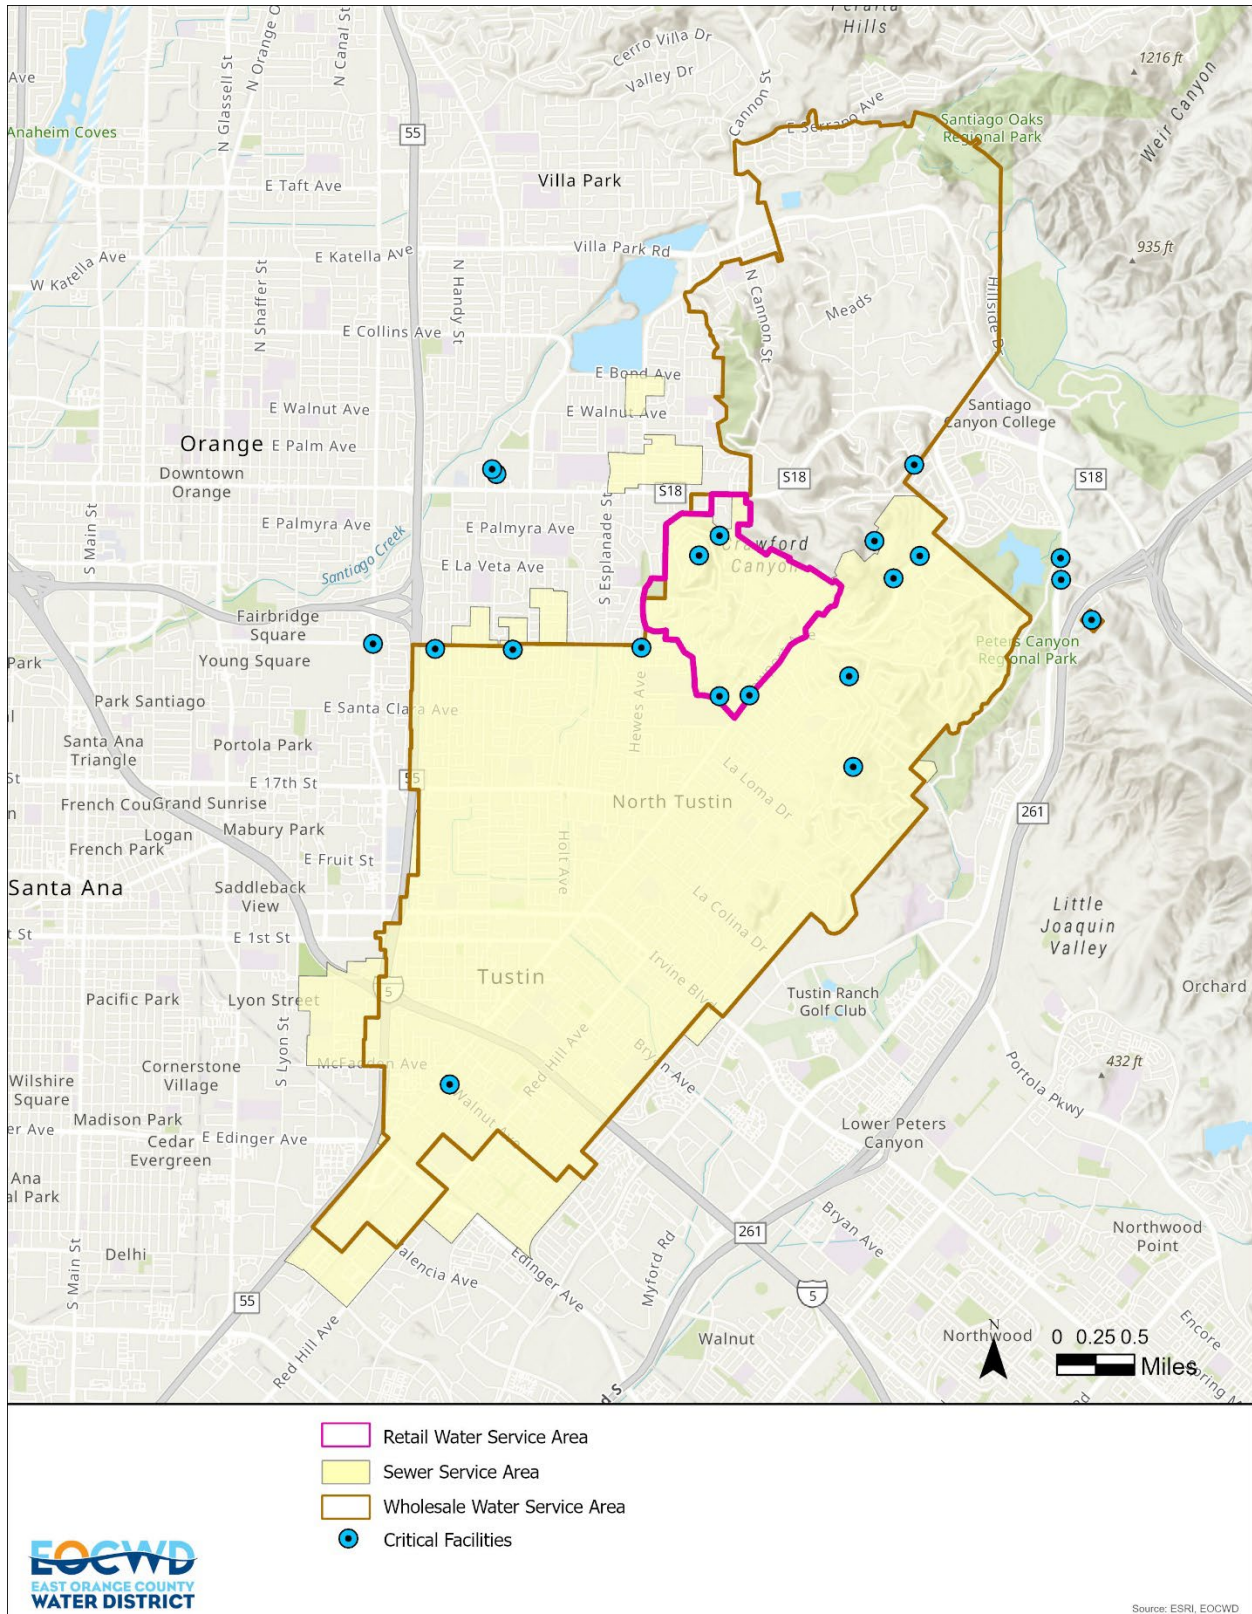 Peralta
Hills
Cerro Villa Dr
Valley Dr
1216 ft
N Canal St
N Glassell St
Ave
Cannon St
E Serrano Ave
Santiago Oaks
Regional Park
Weir Canyon
Anaheim Coves
55
E Taft Ave
Villa Park
Villa Park Rd
935 ft
W Katella Ave
E Katella Ave
N Shaffer St
N Handy St
N Cannon St
Meads
Hillside Dr
E Collins Ave
E Bond Ave
E Walnut Ave
E Walnut Ave
Santiago
Canyon College
Orange
E Palm Ave
Downtown
Orange
S18
S18
S18
S Main St
E Palmyra Ave
E Palmyra Ave
S Esplanade St
Crawford
Canyon
Santiago Creek
E La Veta Ave
Fairbridge
Square
Young Square
Park
Peters Canyon
Regional Park
Park Santiago
E Santa Clara Ave
Hewes Ave
Santa Ana
Triangle
Portola Park
La Loma Dr
St
E 17th St
55
North Tustin
261
French Cou
Grand Sunrise
n
Logan
Mabury Park
French Park
E Fruit St
Holt Ave
Santa Ana
Saddleback
View
La Colina Dr
Little
Joaquin
Valley
t St
E 1st St
Irvine Blvd
Tustin
5
Pacific Park
Lyon Street
Tustin Ranch
Golf Club
Orchard
S Lyon St
McFadden Ave
Red Hill Ave
Bryan Ave
Portola Pkwy
432 ft
Wilshire
Square
Cornerstone
Village
Madison Park
Walnut Ave
er Ave
Cedar
Evergreen
E Edinger Ave
Lower Peters
Canyon
Ana
al Park
Bryan Ave
Northwood
Point
S Main St
Delhi
alencia Ave
Edinger Ave
Myford Rd
261
55
5
Red Hill Ave
Walnut
Northwood
Encore
N
0 0.25 0.5
Miles
d S
Retail Water Service Area
Sewer Service Area
Wholesale Water Service Area
Critical Facilities
EOCWD
EAST ORANGE COUNTY
WATER DISTRICT
Source: ESRI, EOCWD